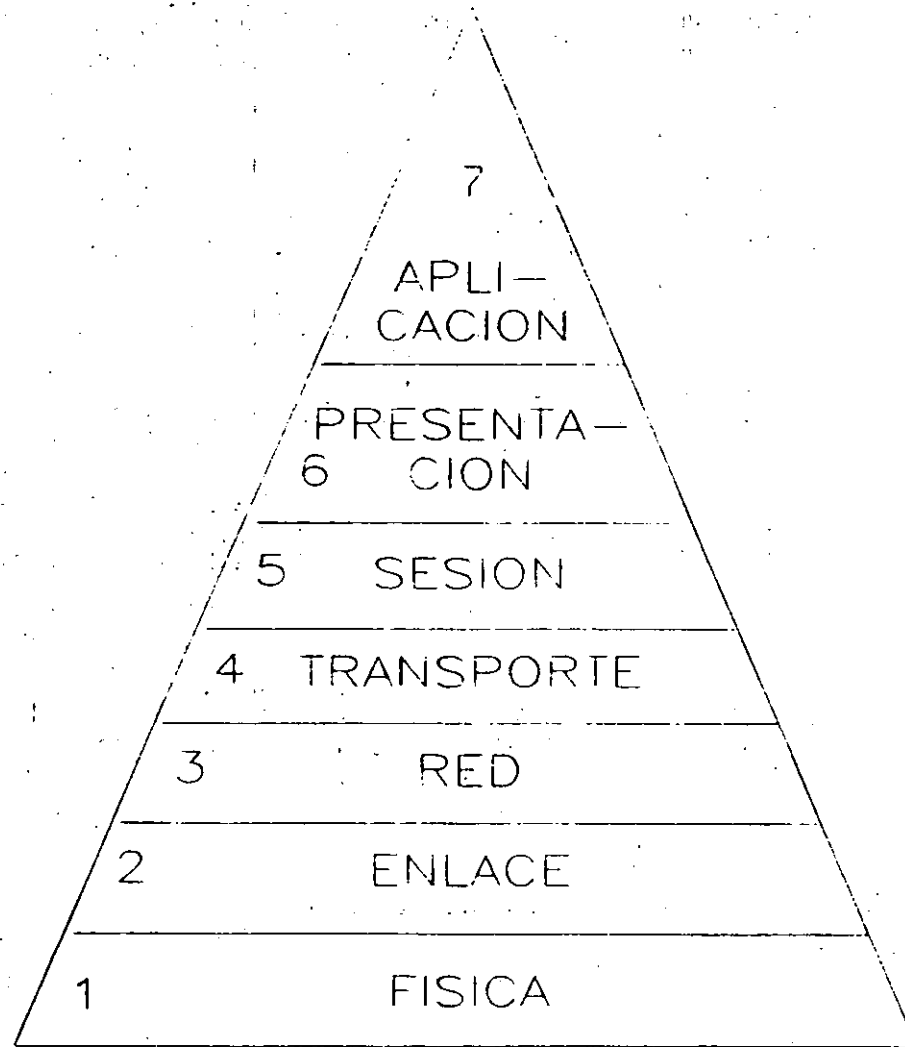 7
APLI-
CACION
PRESENTA-
6 CION
5 SESION
4 TRANSPORTE
3 RED
2 ENLACE
1 FISICA